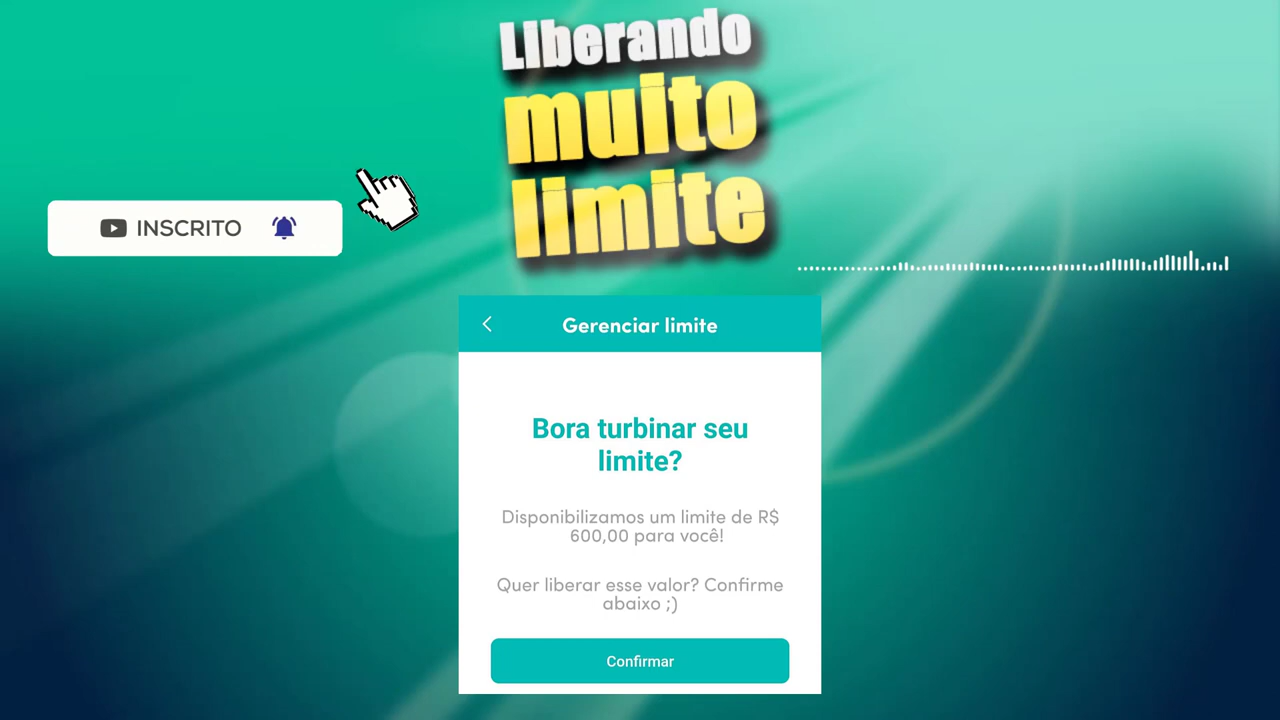 Liberando
muito
limite
INSCRITO
Gerenciar limite
Bora turbinar seu
limite?
Disponibilizamos um limite de R$
600,00 para você!
Quer liberar esse valor? Confirme
abaixo ;)
Confirmar